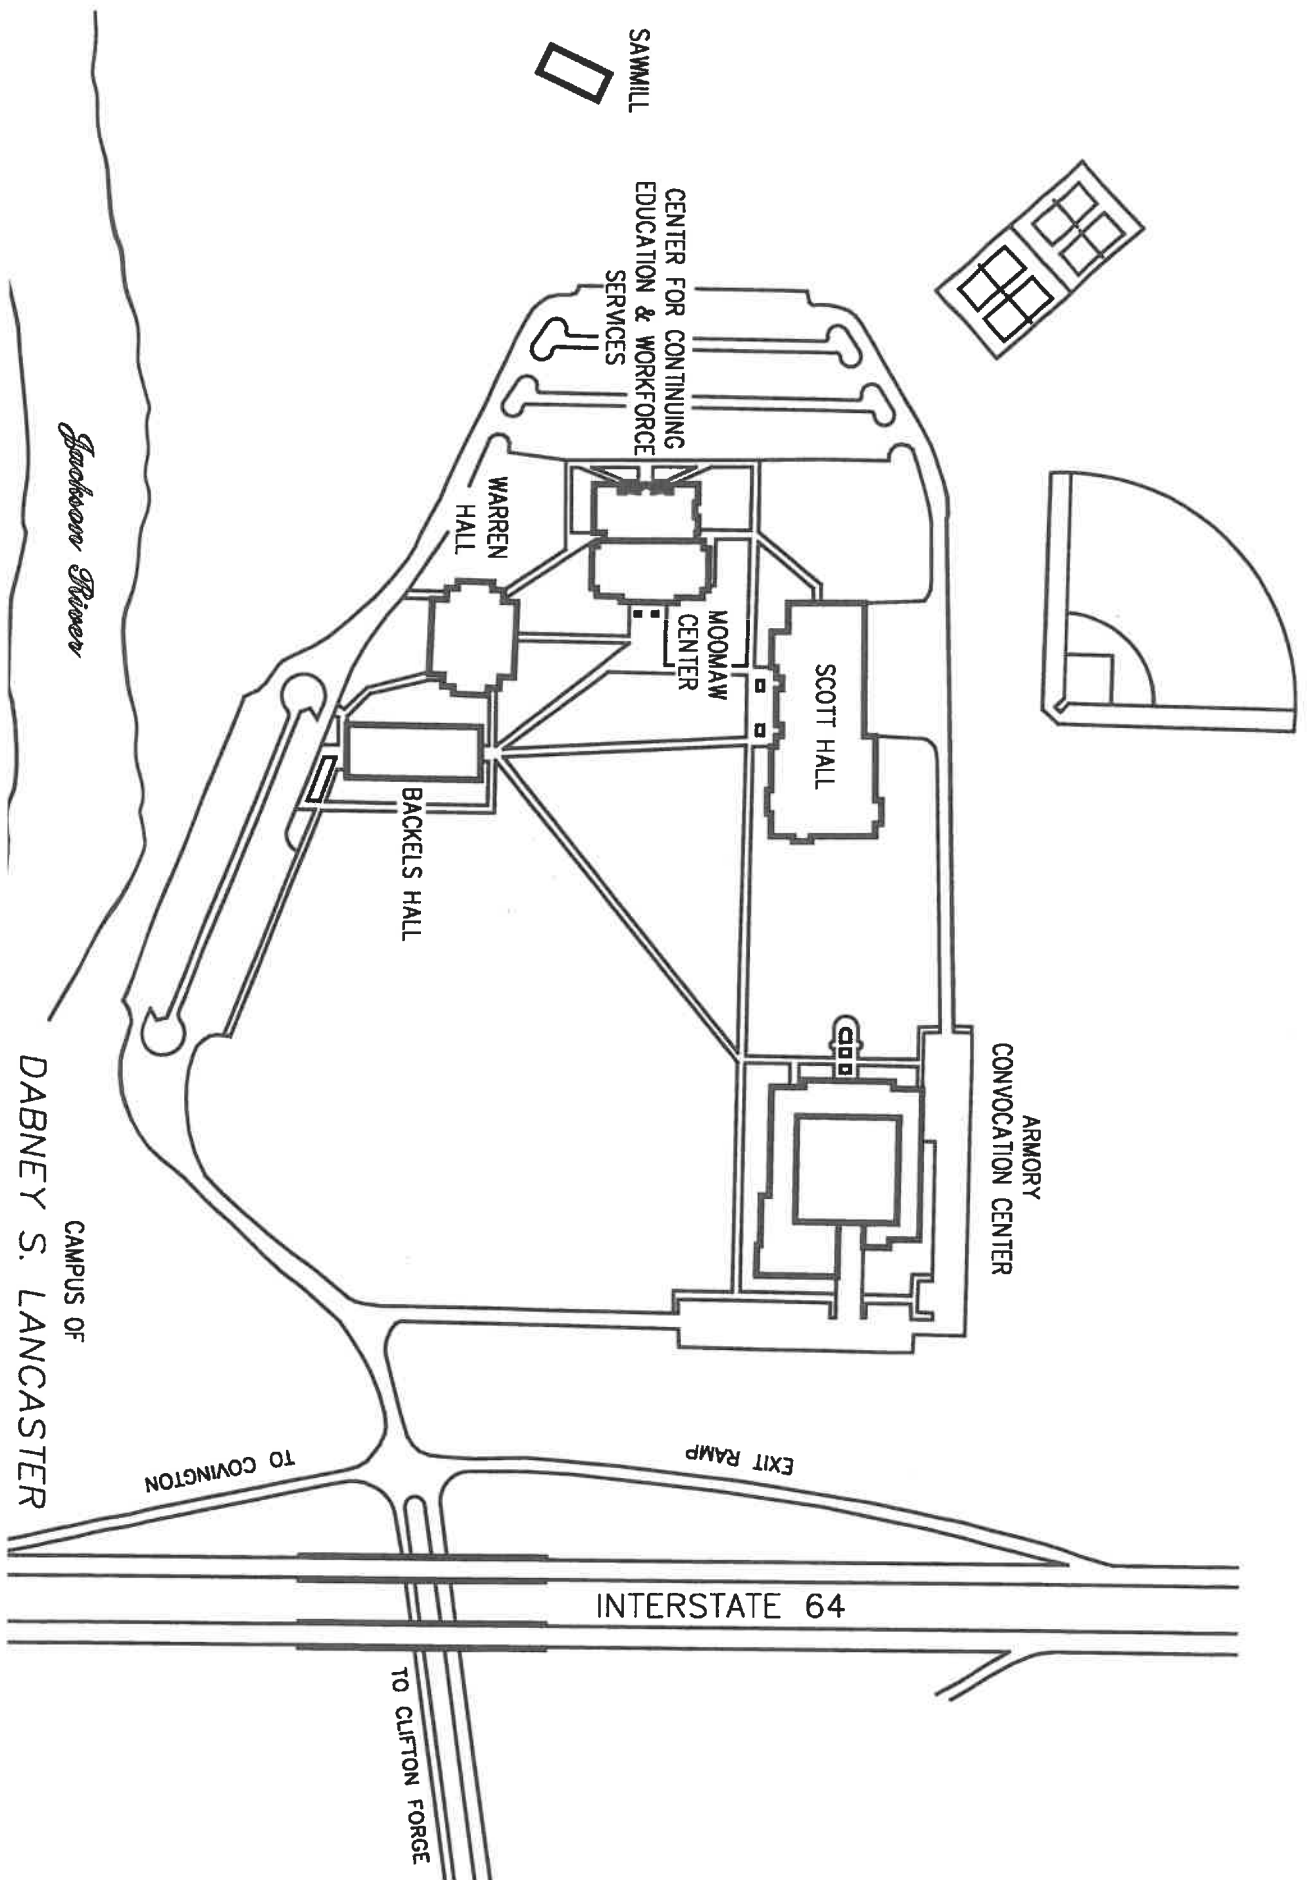 SAWMILL
CENTER FOR CONTINUING
EDUCATION & WORKFORCE
SERVICES
WARREN
HALL
MOOMAW
CENTER
SCOTT HALL
BACKELS HALL
Jackson River
ARMORY
CONVOCATION CENTER
CAMPUS OF
DABNEY S. LANCASTER
TO COVINGTON
EXIT RAMP
INTERSTATE 64
TO CLIFTON FORGE